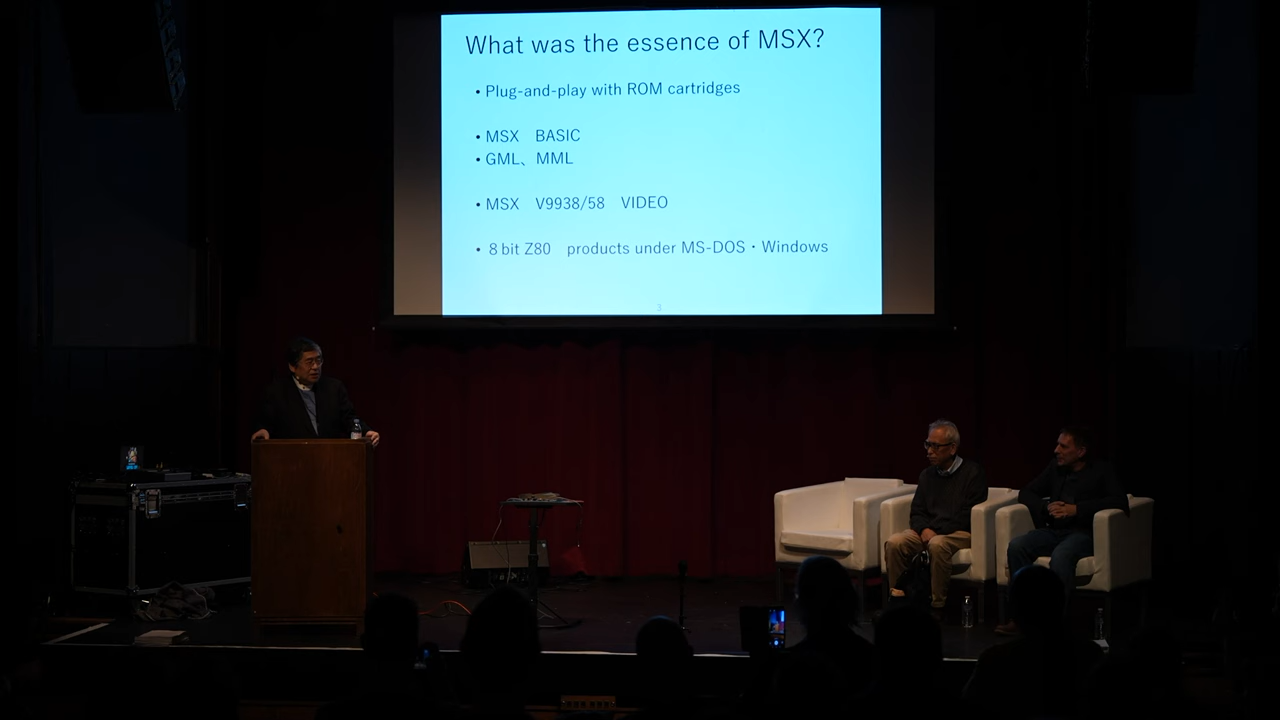 What was the essence of MSX?
• Plug-and-play with ROM cartridges
• MSX　BASIC
• GML、MML
• MSX　V9938/58　VIDEO
• 8 bit Z80　products under MS-DOS・Windows
3